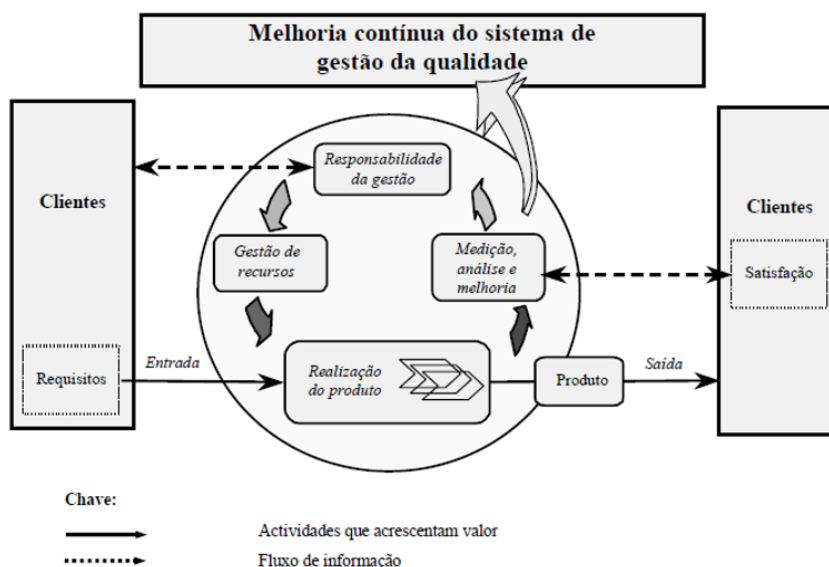 Melhoria contínua do sistema de
gestão da qualidade
Clientes
Requisitos
Entrada
Responsabilidade
da gestão
Gestão de
recursos
Medição,
análise e
melhoria
Realização
do produto
Produto
Saída
Clientes
Satisfação
Chave:
Actividades que acrescentam valor
Fluxo de informação